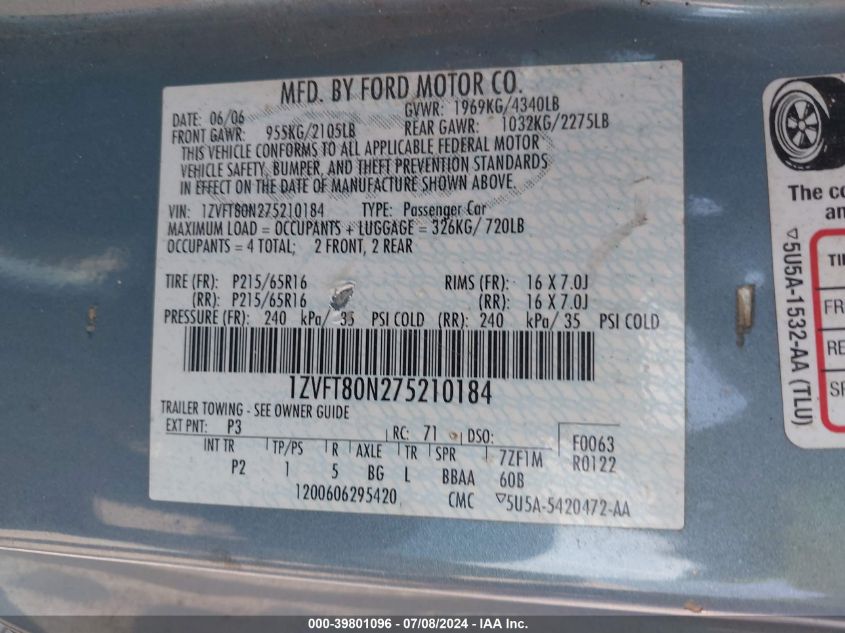 MFD. BY FORD MOTOR CO.
DATE: 06/06 GVWR: 1969KG/4340LB
FRONT GAWR: 955KG/2105LB REAR GAWR: 1032KG/2275LB
THIS VEHICLE CONFORMS TO ALL APPLICABLE FEDERAL MOTOR
VEHICLE SAFETY, BUMPER, AND THEFT PREVENTION STANDARDS
IN EFFECT ON THE DATE OF MANUFACTURE SHOWN ABOVE.
VIN: 1ZVFT80N275210184 TYPE: Passenger Car
MAXIMUM LOAD = OCCUPANTS + LUGGAGE = 326KG/720LB
OCCUPANTS = 4 TOTAL; 2 FRONT, 2 REAR
TIRE (FR): P215/65R16 RIMS (FR): 16 X 7.0J
(RR): P215/65R16 (RR): 16 X 7.0J
PRESSURE (FR): 240 kPa/ 35 PSI COLD (RR): 240 kPa/ 35 PSI COLD
1ZVFT80N275210184
TRAILER TOWING - SEE OWNER GUIDE
EXT PNT: P3 RC: 71 DSO: F0063
INT TR TP/PS R AXLE TR SPR 7ZF1M R0122
P2 1 5 BG L BBAA 60B
1200606295420 CMC ▽5U5A-5420472-AA
The co
an
▽5U5A-1532-AA (TLU)
TI
FR
RE
SP
000-39801096 - 07/08/2024 - IAA Inc.